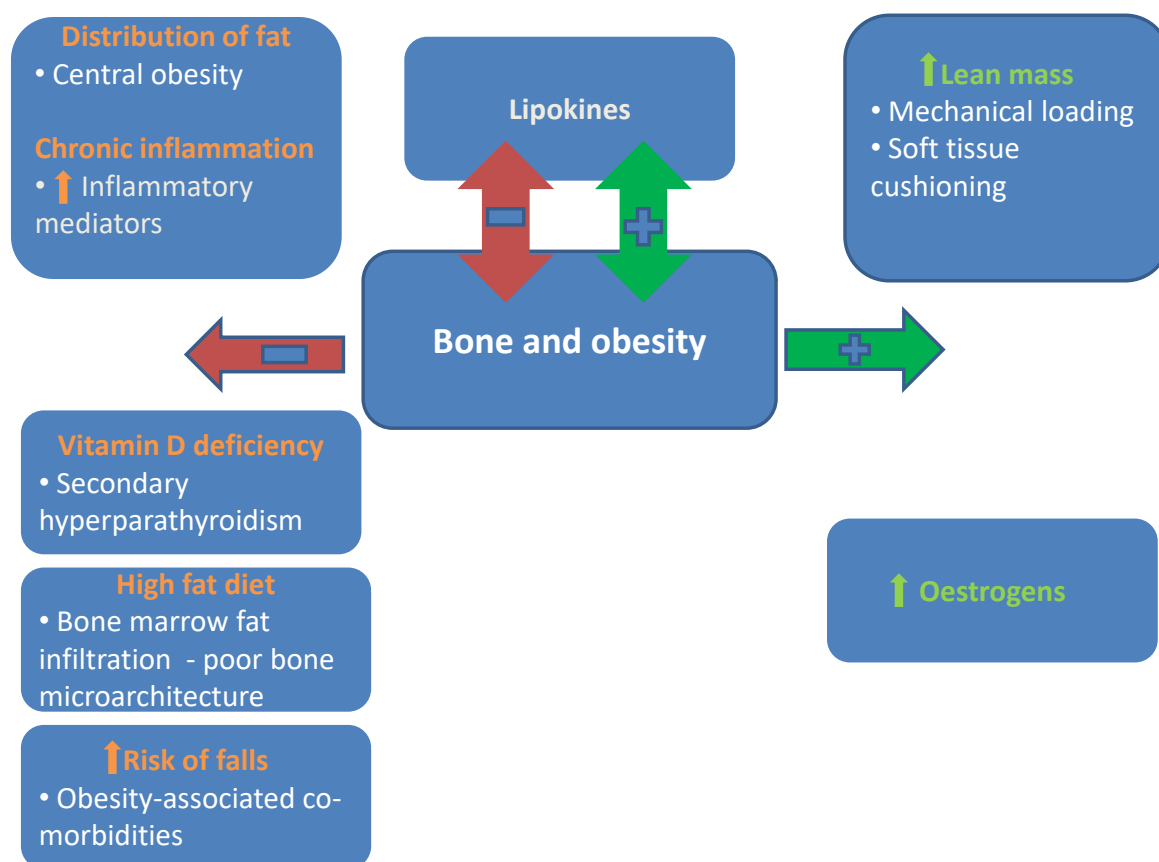 Distribution of fat
• Central obesity
Chronic inflammation
• ⬆ Inflammatory
mediators
Lipokines
⬆Lean mass
• Mechanical loading
• Soft tissue
cushioning
Bone and obesity
Vitamin D deficiency
• Secondary
hyperparathyroidism
High fat diet
• Bone marrow fat
infiltration - poor bone
microarchitecture
⬆Risk of falls
• Obesity-associated co-
morbidities
⬆ Oestrogens